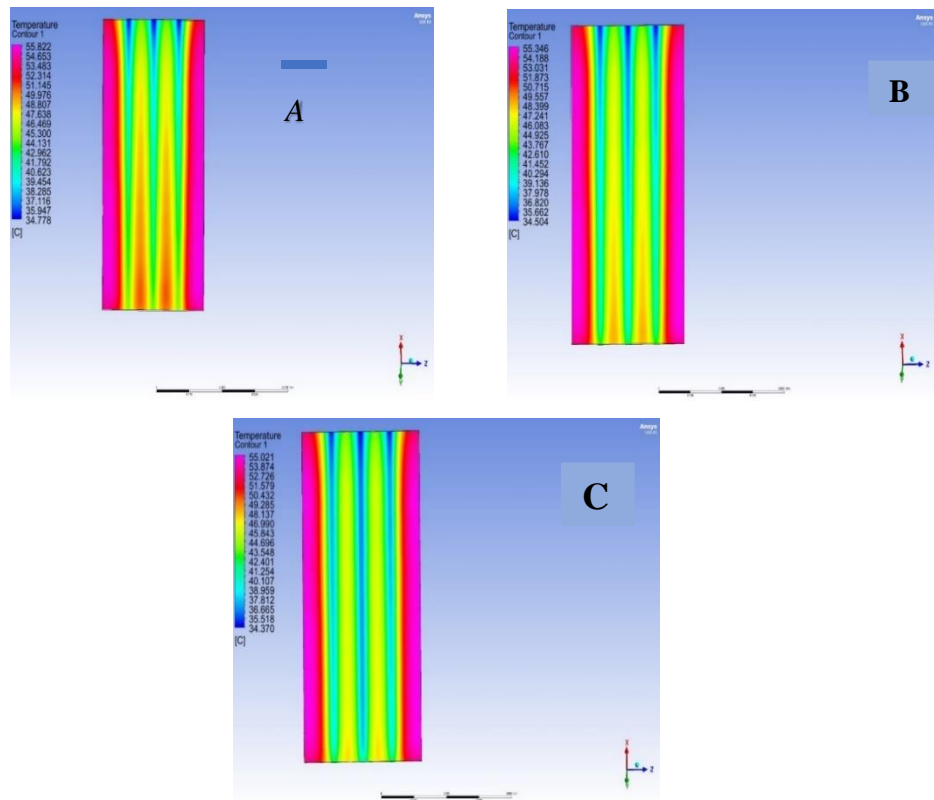 Ansys
Temperature
Contour 1
55.822
54.653
53.483
52.314
51.145
49.976
48.807
47.638
46.469
45.300
44.131
42.962
41.792
40.623
39.454
38.285
37.116
35.947
34.778
[C]
A
X
Z
Y
Ansys
Temperature
Contour 1
55.346
54.188
53.031
51.873
50.715
49.557
48.399
47.241
46.083
44.925
43.767
42.610
41.452
40.294
39.136
37.978
36.820
35.662
34.504
[C]
B
X
Z
Y
Ansys
Temperature
Contour 1
55.021
53.874
52.726
51.579
50.432
49.285
48.137
46.990
45.843
44.696
43.548
42.401
41.254
40.107
38.959
37.812
36.665
35.518
34.370
[C]
C
X
Z
Y